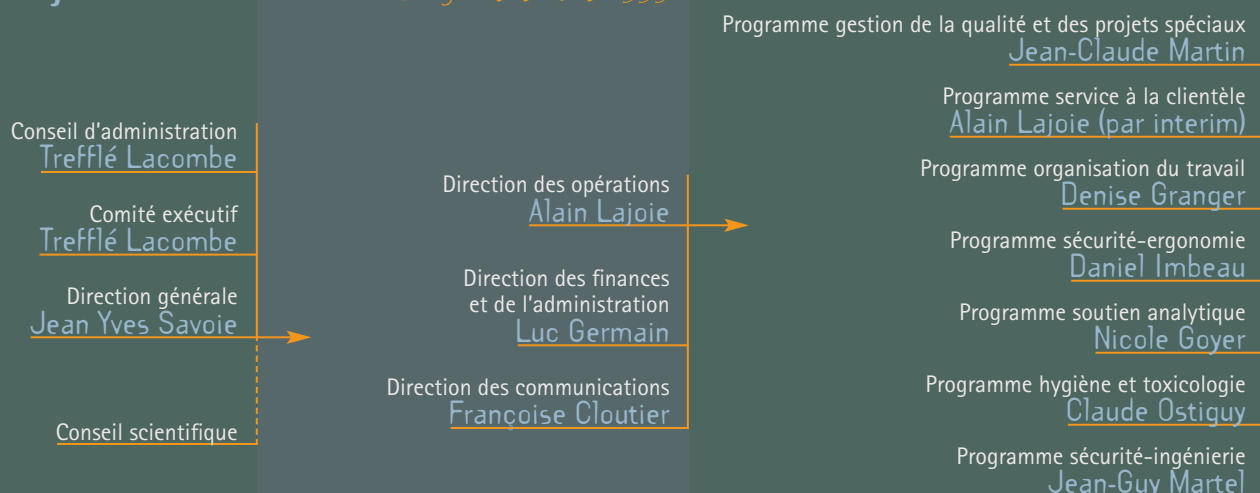 Conseil d'administration
Trefflé Lacombe
Comité exécutif
Trefflé Lacombe
Direction générale
Jean Yves Savoie
Conseil scientifique
Direction des opérations
Alain Lajoie
Direction des finances
et de l'administration
Luc Germain
Direction des communications
Françoise Cloutier
Programme gestion de la qualité et des projets spéciaux
Jean-Claude Martin
Programme service à la clientèle
Alain Lajoie (par interim)
Programme organisation du travail
Denise Granger
Programme sécurité-ergonomie
Daniel Imbeau
Programme soutien analytique
Nicole Goyer
Programme hygiène et toxicologie
Claude Ostiguy
Programme sécurité-ingénierie
Jean-Guy Martel